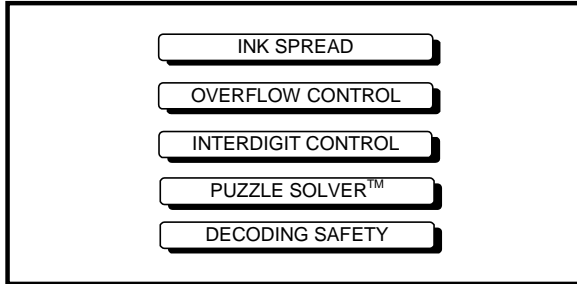 INK SPREAD
OVERFLOW CONTROL
INTERDIGIT CONTROL
PUZZLE SOLVER™
DECODING SAFETY